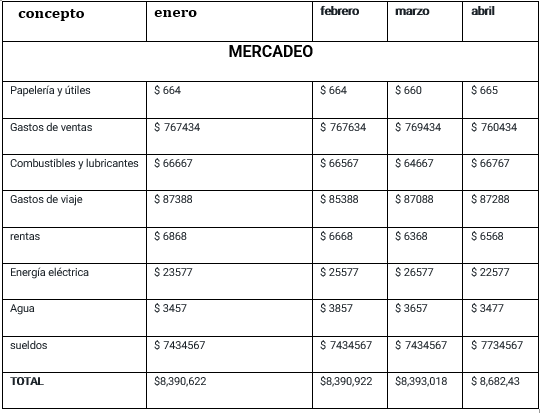 concepto enero febrero marzo abril
MERCADEO
Papelería y útiles $ 664 $ 664 $ 660 $ 665
Gastos de ventas $ 767434 $ 767634 $ 769434 $ 760434
Combustibles y lubricantes $ 66667 $ 66567 $ 64667 $ 66767
Gastos de viaje $ 87388 $ 85388 $ 87088 $ 87288
rentas $ 6868 $ 6668 $ 6368 $ 6568
Energía eléctrica $ 23577 $ 25577 $ 26577 $ 22577
Agua $ 3457 $ 3857 $ 3657 $ 3477
sueldos $ 7434567 $ 7434567 $ 7434567 $ 7734567
TOTAL $8,390,622 $8,390,922 $8,393,018 $ 8,682,43